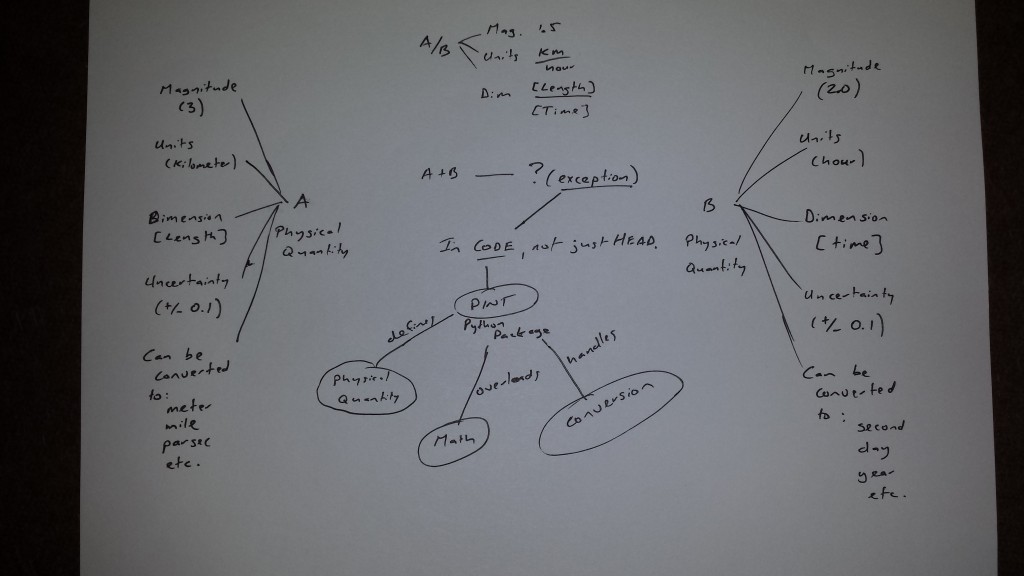 A/B
Mag. 1.5
Units Km
hour
Dim [Length]
[Time]
Magnitude
(3)
Units
(Kilometer)
Dimension
[Length]
Uncertainty
(+/- 0.1)
Can be
converted
to:
meter
mile
parsec
etc.
A
Physical
Quantity
A+B — ? (exception)
In CODE, not just HEAD.
PINT
Python
Package
defines
Physical
Quantity
overloads
Math
handles
Conversion
B
Physical
Quantity
Magnitude
(20)
Units
(hour)
Dimension
[time]
Uncertainty
(+/- 0.1)
Can be
converted
to:
second
day
year
etc.